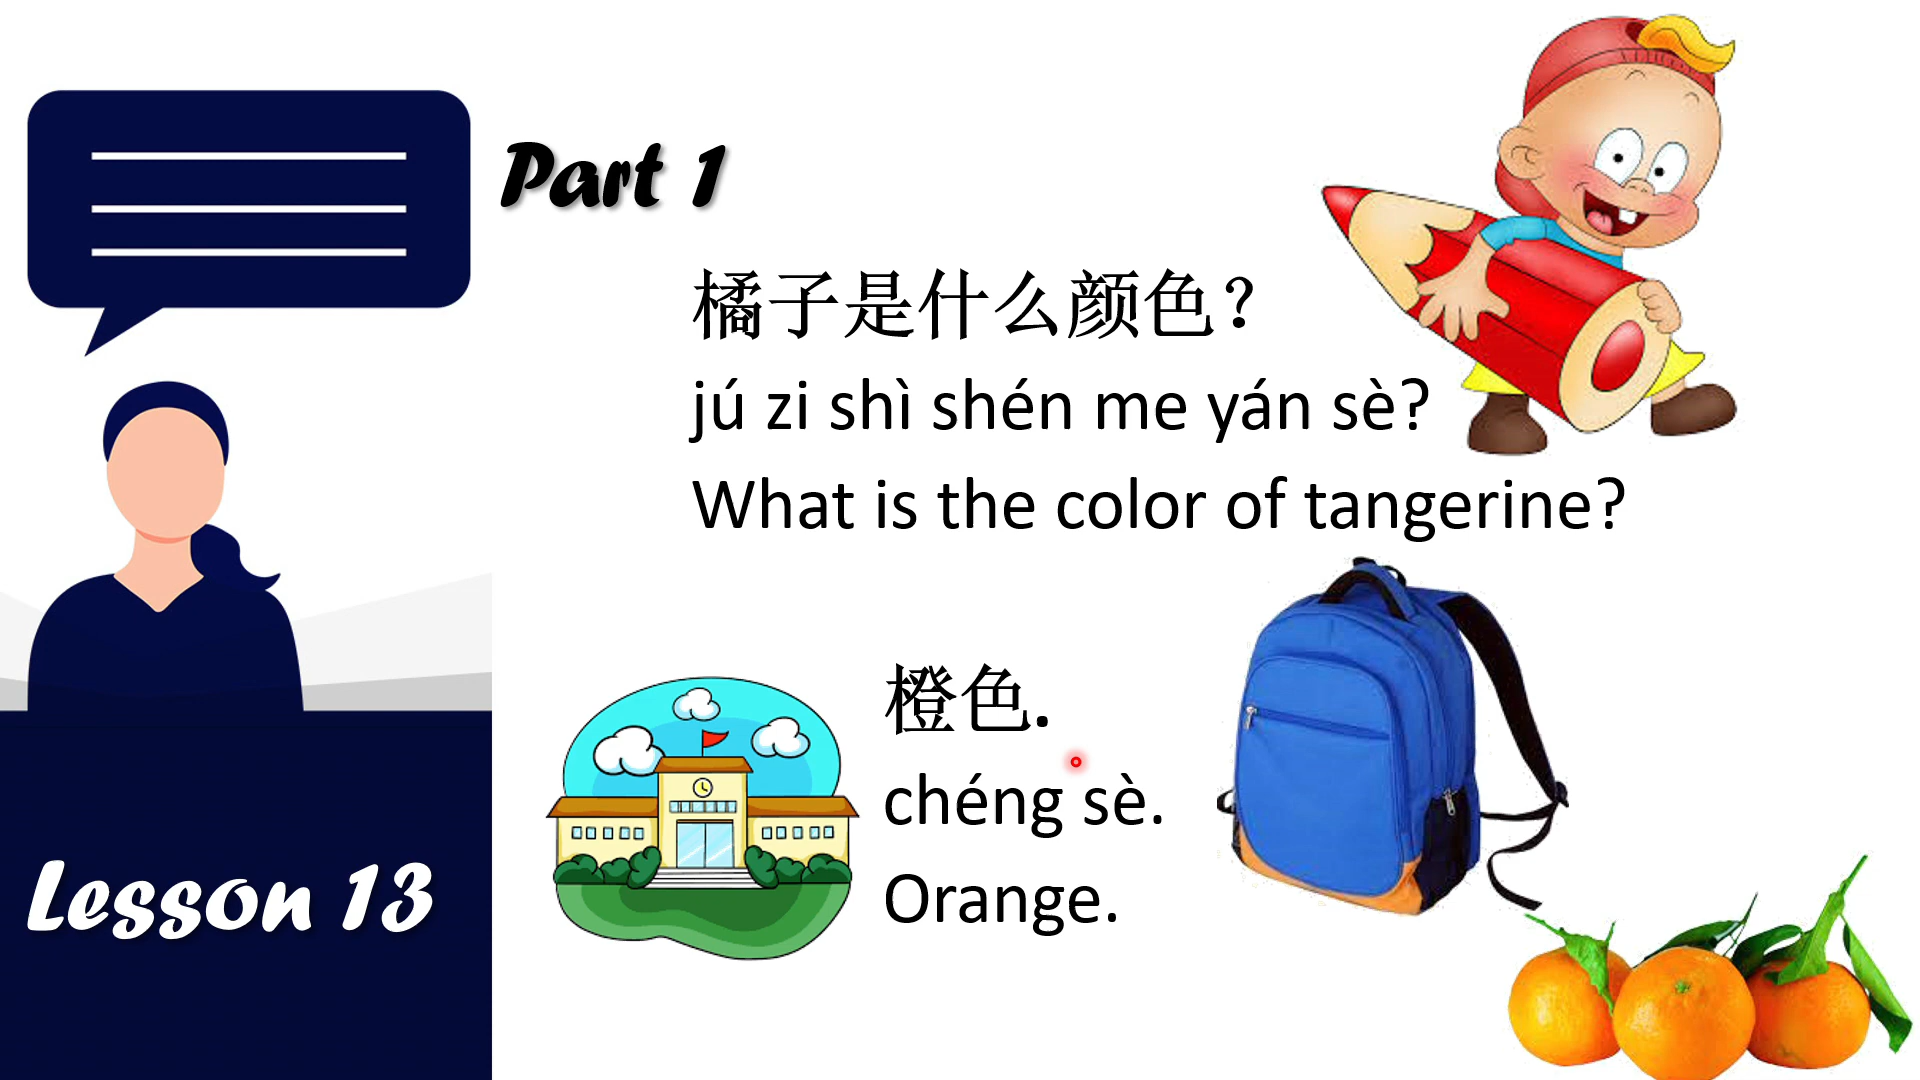 Part 1
橘子是什么颜色？
jú zi shì shén me yán sè?
What is the color of tangerine?
橙色.
chéng sè.
Orange.
Lesson 13